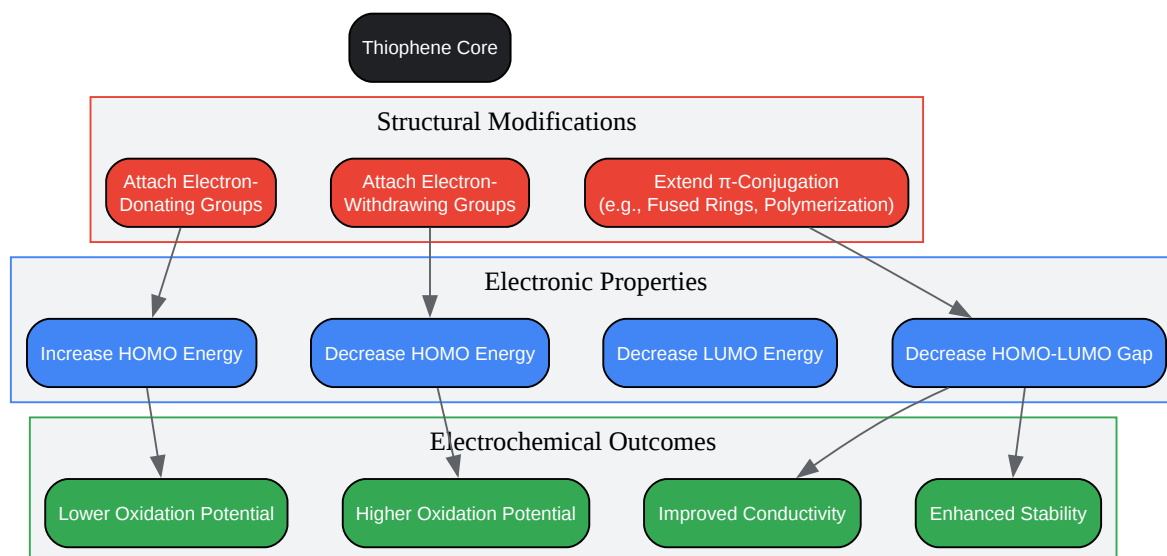 Thiophene Core
Structural Modifications
Attach Electron-
Donating Groups
Attach Electron-
Withdrawing Groups
Extend π-Conjugation
(e.g., Fused Rings, Polymerization)
Electronic Properties
Increase HOMO Energy
Decrease HOMO Energy
Decrease LUMO Energy
Decrease HOMO-LUMO Gap
Electrochemical Outcomes
Lower Oxidation Potential
Higher Oxidation Potential
Improved Conductivity
Enhanced Stability